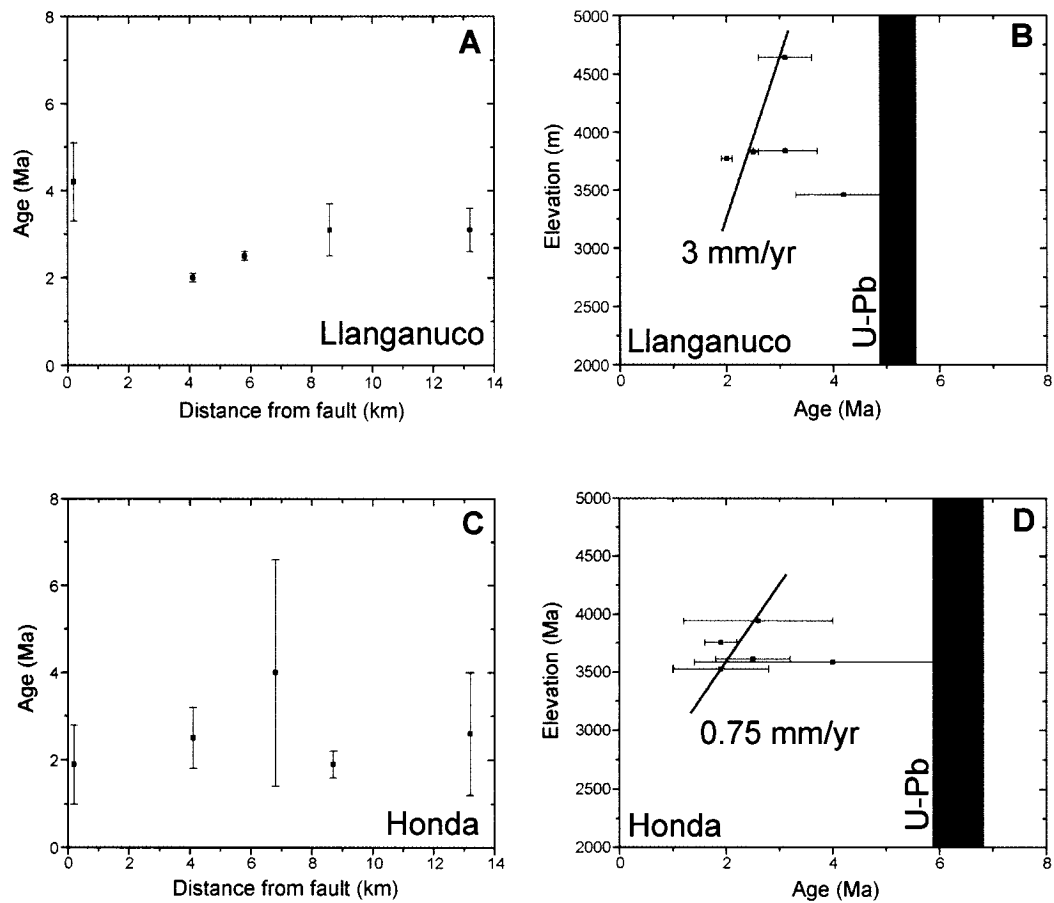 A
8
6
4
2
0
Age (Ma)
Llanganuco
0 2 4 6 8 10 12 14
Distance from fault (km)
B
5000
4500
4000
3500
3000
2500
2000
Elevation (m)
3 mm/yr
U-Pb
Llanganuco
0 2 4 6 8
Age (Ma)
C
8
6
4
2
0
Age (Ma)
Honda
0 2 4 6 8 10 12 14
Distance from fault (km)
D
5000
4500
4000
3500
3000
2500
2000
Elevation (Ma)
0.75 mm/yr
U-Pb
Honda
0 2 4 6 8
Age (Ma)